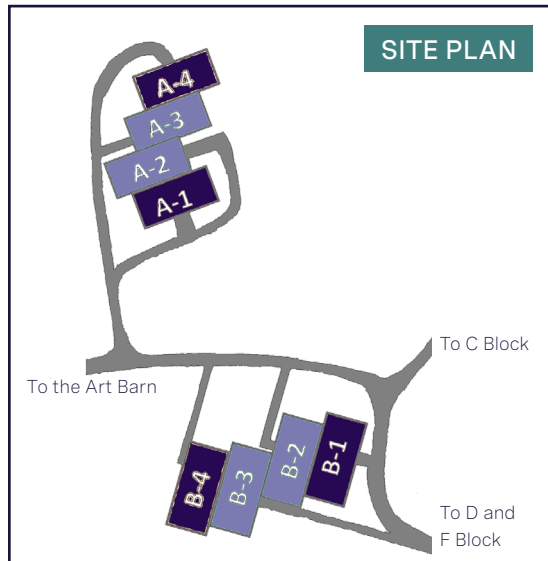 SITE PLAN
A-4
A-3
A-2
A-1
To C Block
To the Art Barn
B-1
B-2
B-3
B-4
To D and
F Block